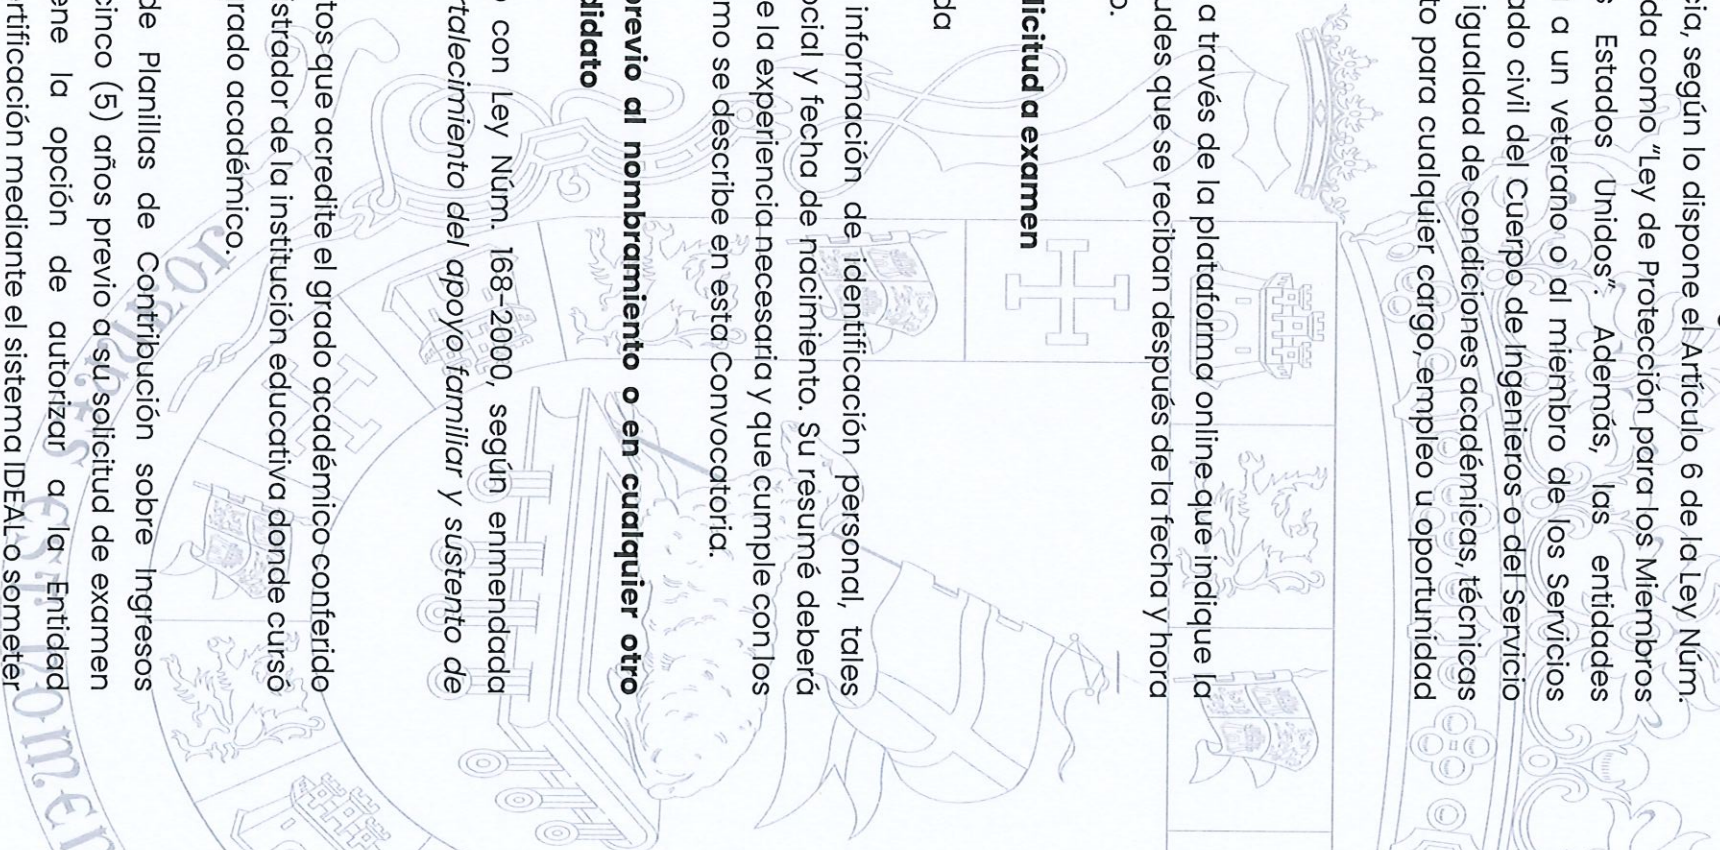 cia, según lo dispone el Artículo 6 de la Ley Núm.
da como "Ley de Protección para los Miembros
s Estados Unidos". Además, las entidades
a un veterano o al miembro de los Servicios
ado civil del Cuerpo de Ingenieros o del Servicio
igualdad de condiciones académicas, técnicas
to para cualquier cargo, empleo u oportunidad
a través de la plataforma online que indique la
udes que se reciban después de la fecha y hora
o.
licitud a examen
da
información de identificación personal, tales
ocial y fecha de nacimiento. Su resumé deberá
e la experiencia necesaria y que cumple con los
mo se describe en esta Convocatoria.
previo al nombramiento o en cualquier otro
didato
o con Ley Núm. 168-2000, según enmendada
rtalecimiento del apoyo familiar y sustento de
tos que acredite el grado académico conferido
istrador de la institución educativa donde cursó
rado académico.
de Planillas de Contribución sobre Ingresos
cinco (5) años previo a su solicitud de examen
ene la opción de autorizar a la Entidad
ertificación mediante el sistema IDEAL o someter
JOANNES EST NOMEN